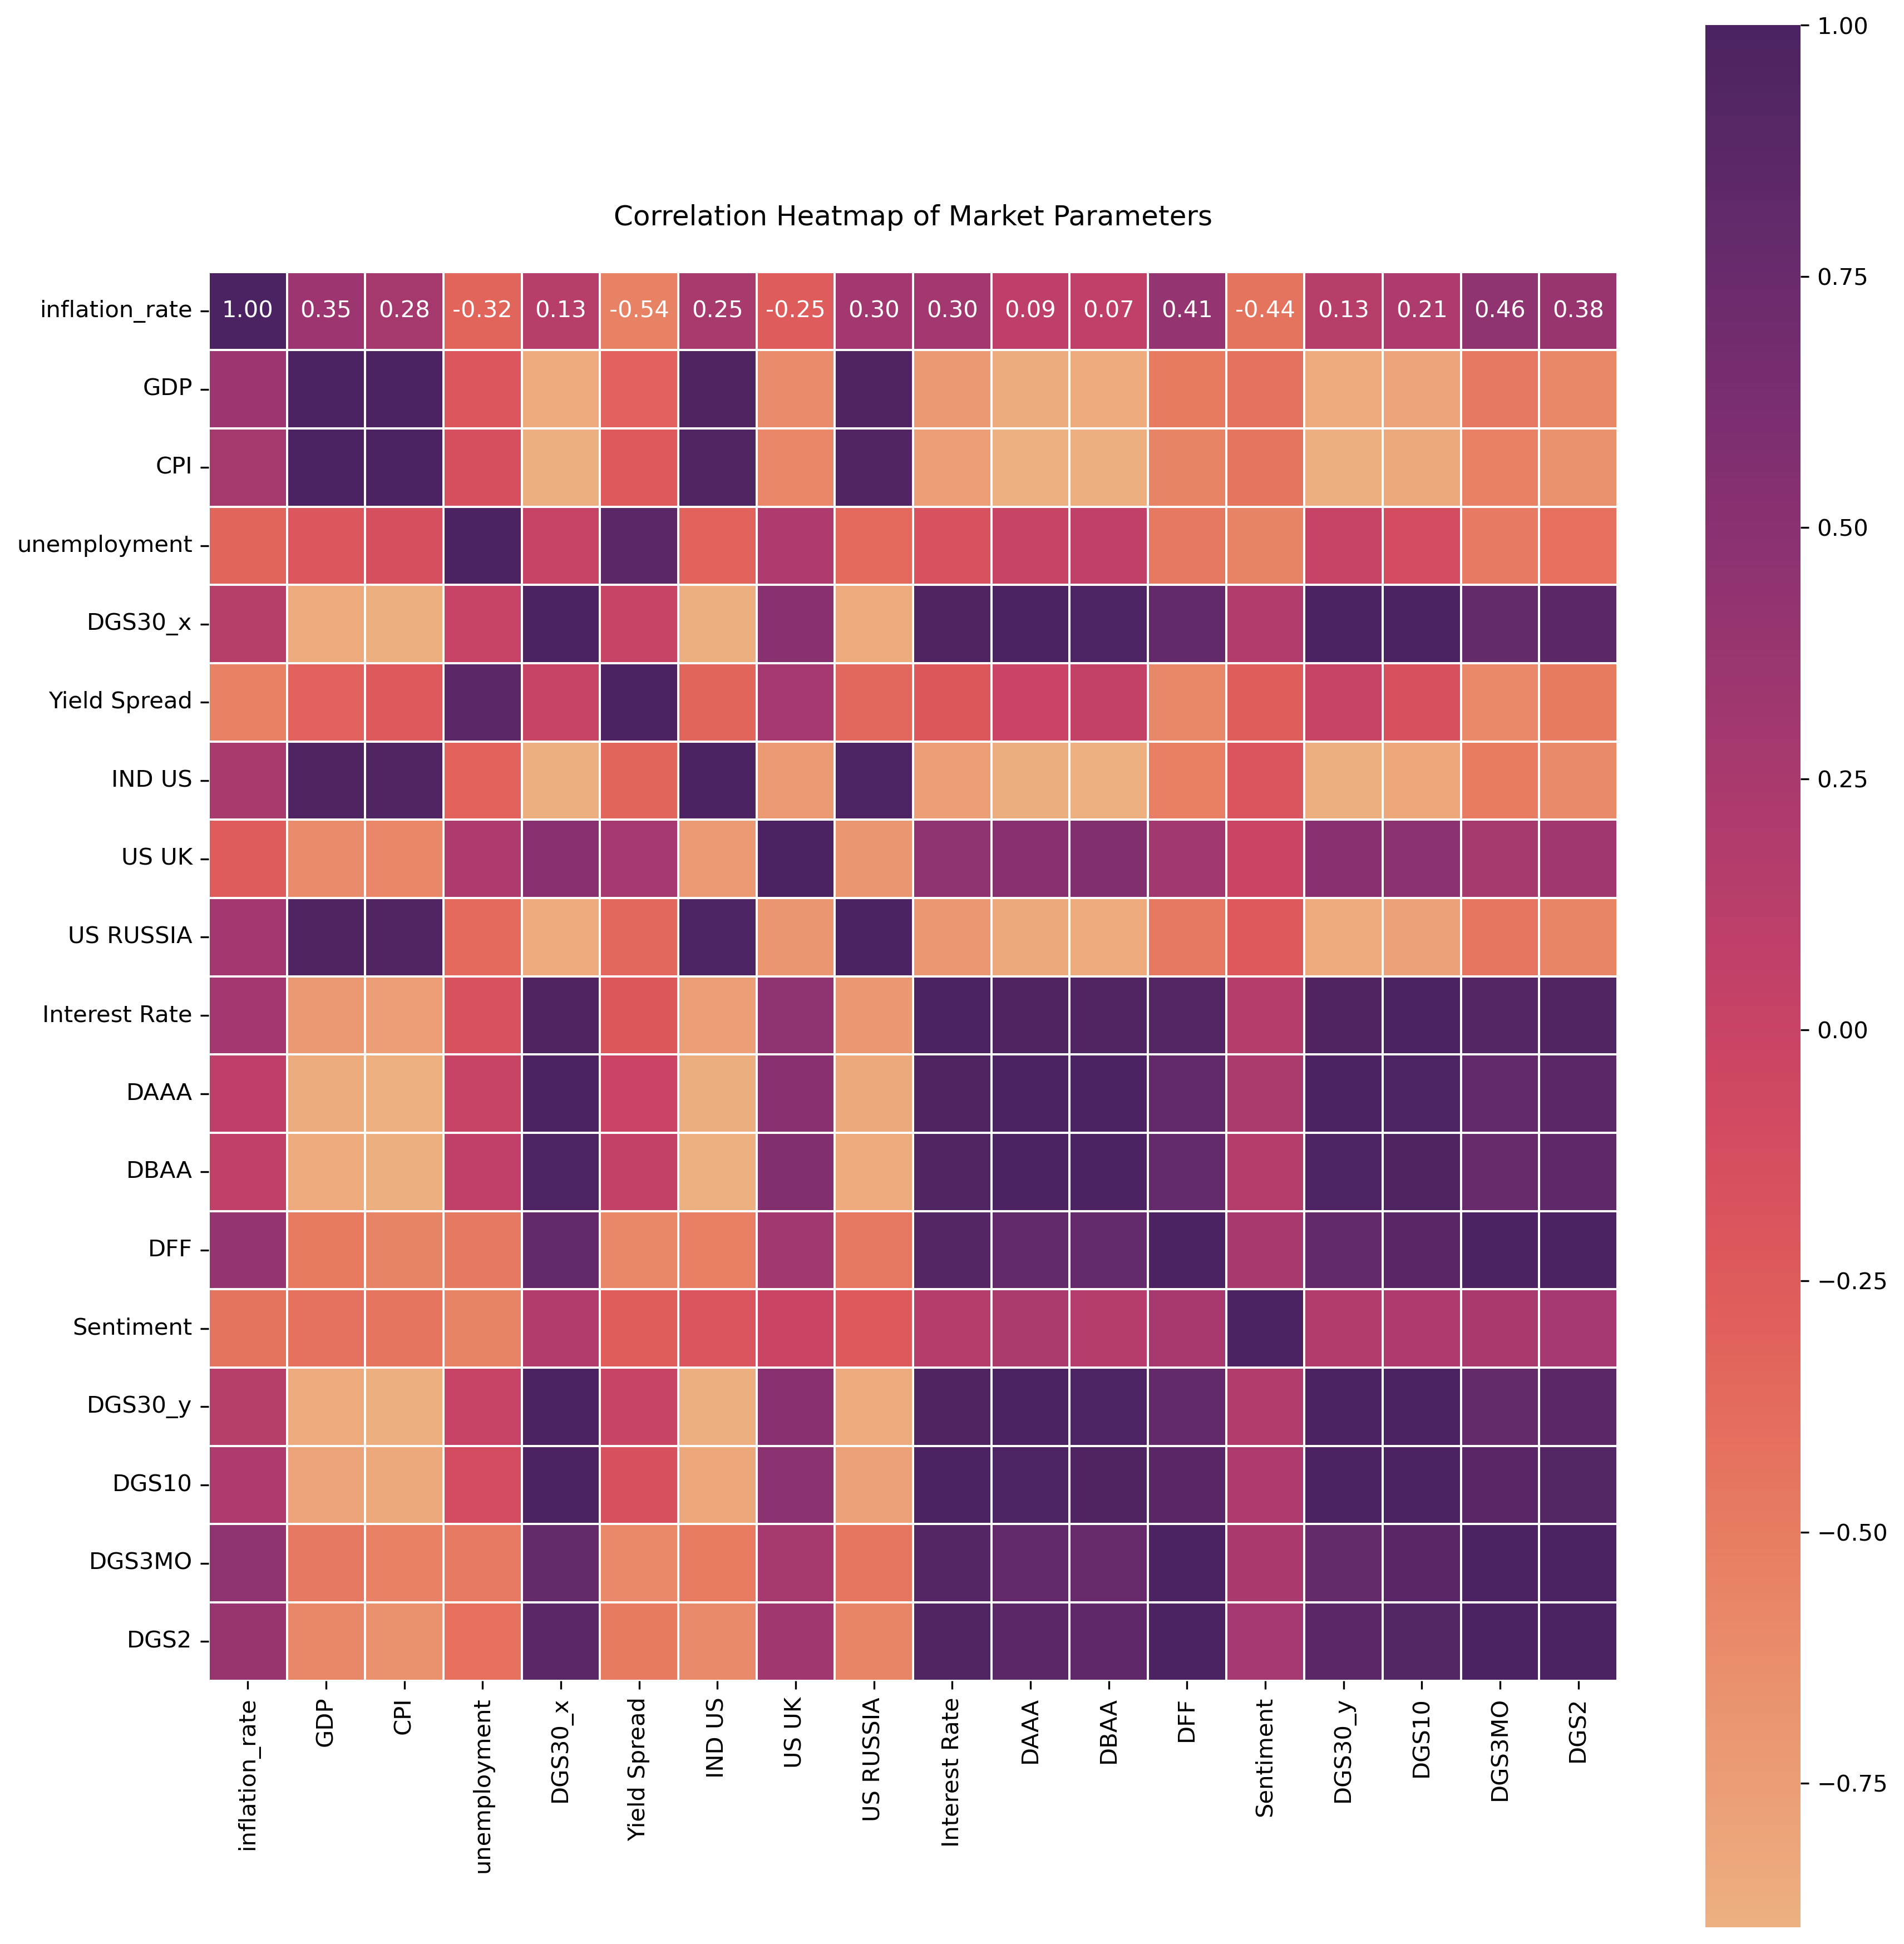 Correlation Heatmap of Market Parameters
inflation_rate 1.00 0.35 0.28 -0.32 0.13 -0.54 0.25 -0.25 0.30 0.30 0.09 0.07 0.41 -0.44 0.13 0.21 0.46 0.38
GDP
CPI
unemployment
DGS30_x
Yield Spread
IND US
US UK
US RUSSIA
Interest Rate
DAAA
DBAA
DFF
Sentiment
DGS30_y
DGS10
DGS3MO
DGS2
inflation_rate
GDP
CPI
unemployment
DGS30_x
Yield Spread
IND US
US UK
US RUSSIA
Interest Rate
DAAA
DBAA
DFF
Sentiment
DGS30_y
DGS10
DGS3MO
DGS2
1.00
0.75
0.50
0.25
0.00
−0.25
−0.50
−0.75